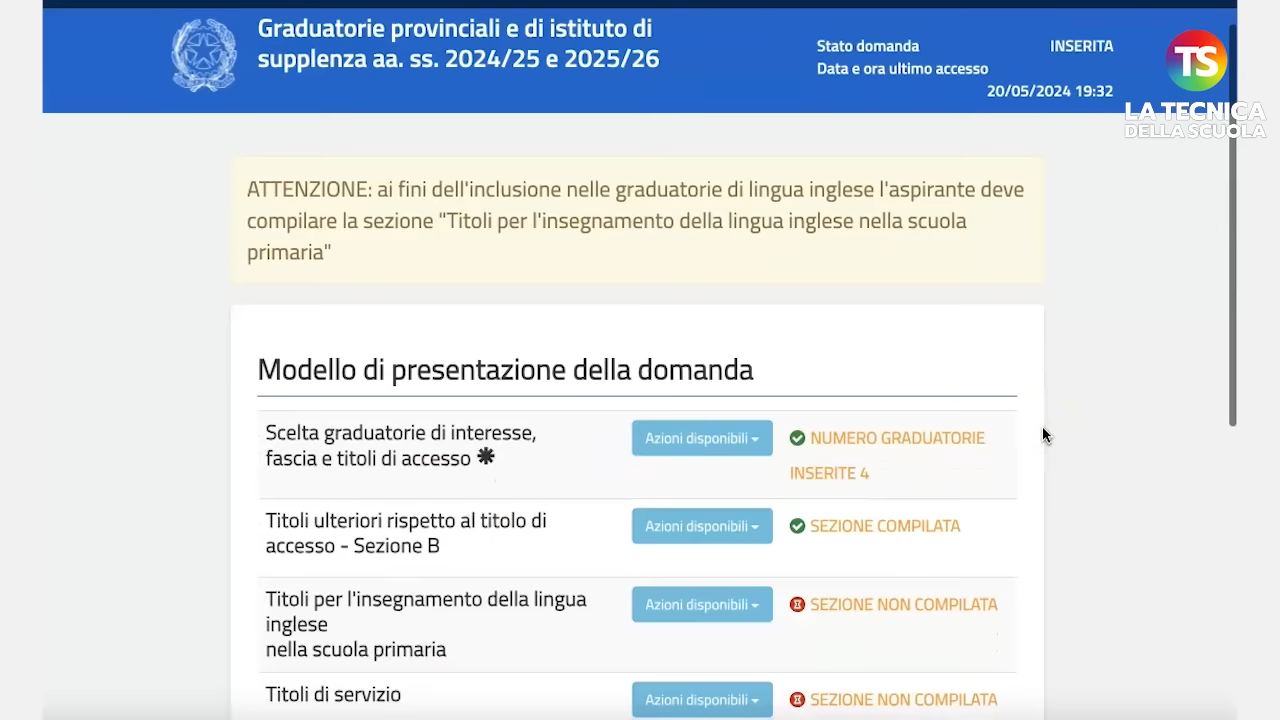 Graduatorie provinciali e di istituto di
supplenza aa. ss. 2024/25 e 2025/26
Stato domanda INSERITA
Data e ora ultimo accesso
20/05/2024 19:32
TS
LA TECNICA
DELLA SCUOLA
ATTENZIONE: ai fini dell'inclusione nelle graduatorie di lingua inglese l'aspirante deve
compilare la sezione "Titoli per l'insegnamento della lingua inglese nella scuola
primaria"
Modello di presentazione della domanda
Scelta graduatorie di interesse,
fascia e titoli di accesso ✱
Azioni disponibili
NUMERO GRADUATORIE
INSERITE 4
Titoli ulteriori rispetto al titolo di
accesso - Sezione B
Azioni disponibili
SEZIONE COMPILATA
Titoli per l'insegnamento della lingua
inglese
nella scuola primaria
Azioni disponibili
SEZIONE NON COMPILATA
Titoli di servizio
Azioni disponibili
SEZIONE NON COMPILATA